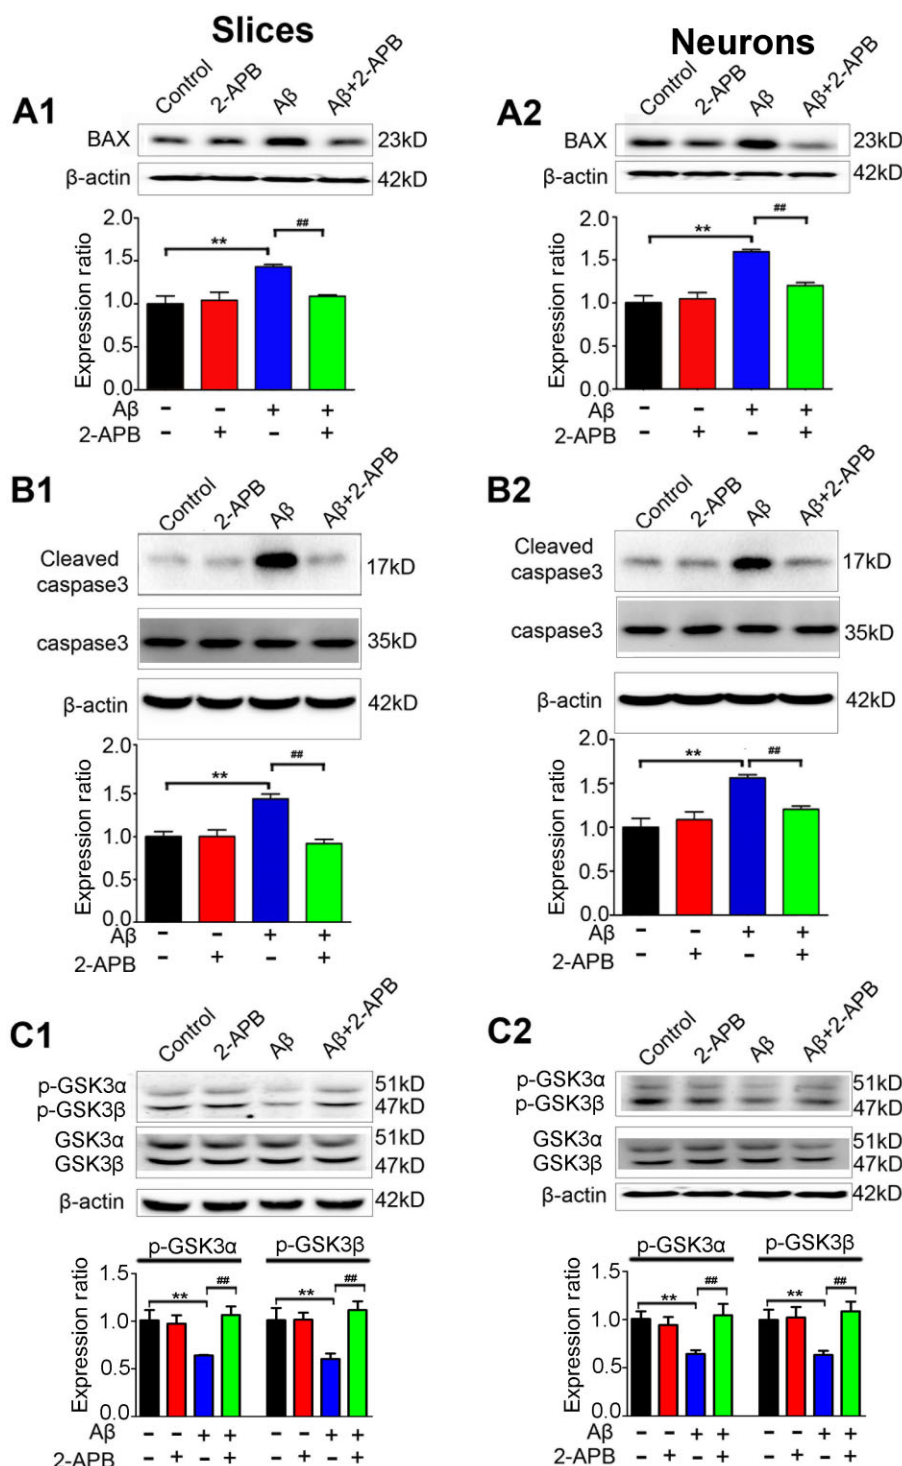 Slices
Neurons
A1
Control 2-APB Aβ Aβ+2-APB
BAX 23kD
β-actin 42kD
Expression ratio
2.0
1.5
1.0
0.5
0.0
** ##
Aβ - - + +
2-APB - + - +
A2
Control 2-APB Aβ Aβ+2-APB
BAX 23kD
β-actin 42kD
Expression ratio
2.0
1.5
1.0
0.5
0.0
** ##
Aβ - - + +
2-APB - + - +
B1
Control 2-APB Aβ Aβ+2-APB
Cleaved
caspase3 17kD
caspase3 35kD
β-actin 42kD
Expression ratio
2.0
1.5
1.0
0.5
0.0
** ##
Aβ - - + +
2-APB - + - +
B2
Control 2-APB Aβ Aβ+2-APB
Cleaved
caspase3 17kD
caspase3 35kD
β-actin 42kD
Expression ratio
2.0
1.5
1.0
0.5
0.0
** ##
Aβ - - + +
2-APB - + - +
C1
Control 2-APB Aβ Aβ+2-APB
p-GSK3α 51kD
p-GSK3β 47kD
GSK3α 51kD
GSK3β 47kD
β-actin 42kD
p-GSK3α p-GSK3β
Expression ratio
1.5
1.0
0.5
0.0
** ## ** ##
Aβ - - + + - - + +
2-APB - + - + - + - +
C2
Control 2-APB Aβ Aβ+2-APB
p-GSK3α 51kD
p-GSK3β 47kD
GSK3α 51kD
GSK3β 47kD
β-actin 42kD
p-GSK3α p-GSK3β
Expression ratio
1.5
1.0
0.5
0.0
** ## ** ##
Aβ - - + + - - + +
2-APB - + - + - + - +